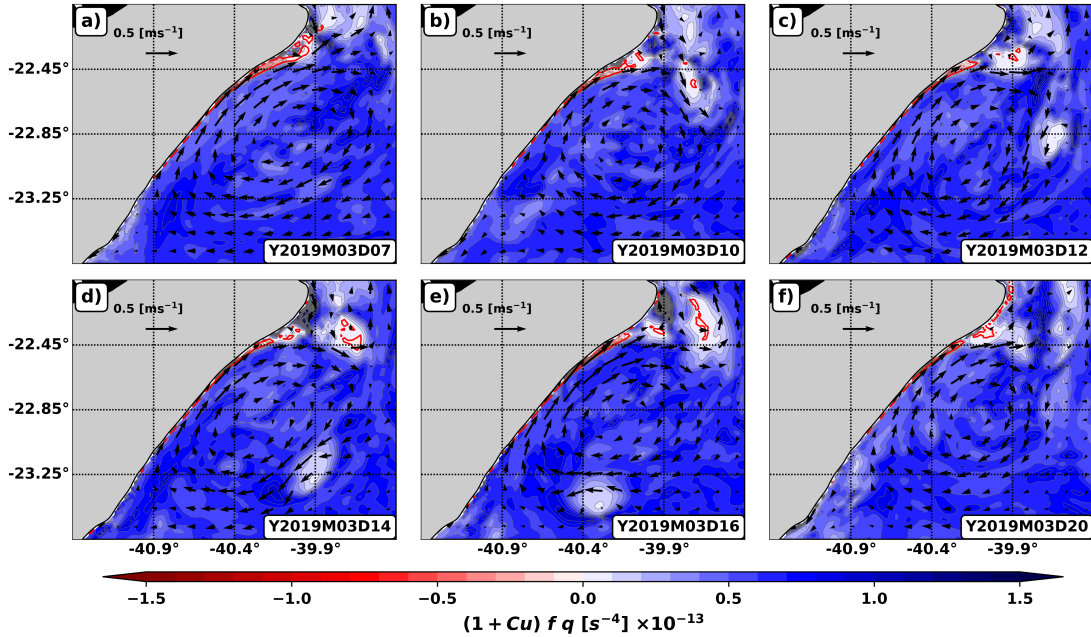 a) b) c)
0.5 [ms⁻¹] 0.5 [ms⁻¹] 0.5 [ms⁻¹]
-22.45°
-22.85°
-23.25°
Y2019M03D07 Y2019M03D10 Y2019M03D12
d) e) f)
0.5 [ms⁻¹] 0.5 [ms⁻¹] 0.5 [ms⁻¹]
-22.45°
-22.85°
-23.25°
Y2019M03D14 Y2019M03D16 Y2019M03D20
-40.9° -40.4° -39.9° -40.9° -40.4° -39.9° -40.9° -40.4° -39.9°
−1.5 −1.0 −0.5 0.0 0.5 1.0 1.5
(1 + Cu) f q [s⁻⁴] ×10⁻¹³